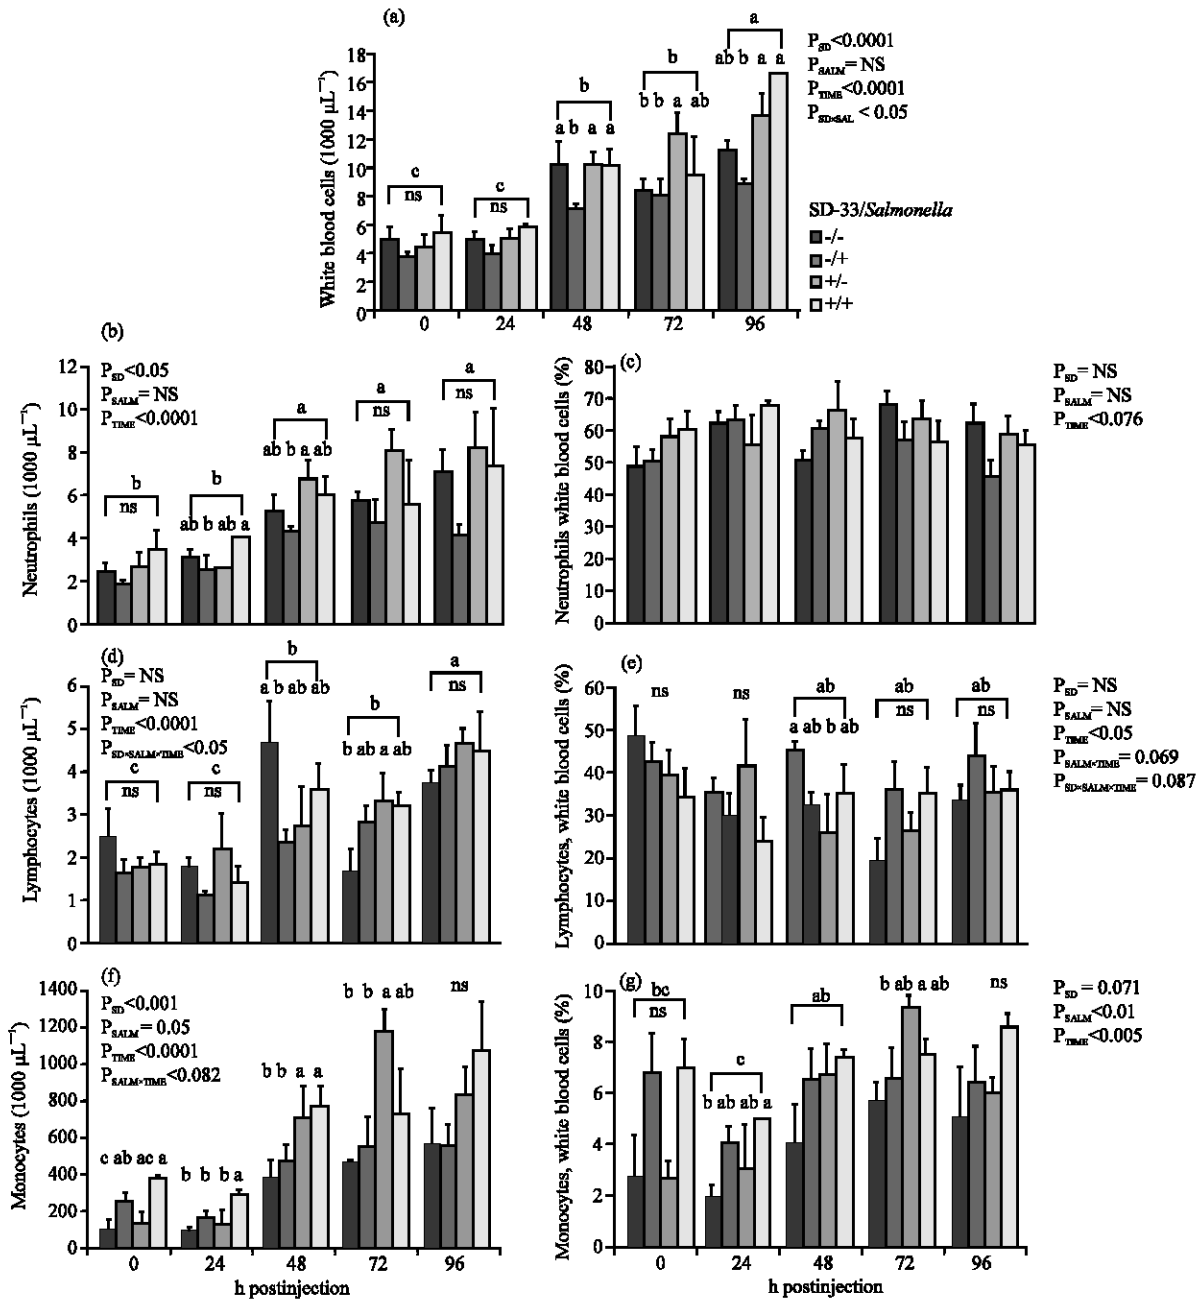 (a)
White blood cells (1000 µL⁻¹)
18
16
14
12
10
8
6
4
2
0
c
ns
c
ns
b
a b a a
b
b b a ab
a
ab b a a
0 24 48 72 96
P_SD<0.0001
P_SALM= NS
P_TIME<0.0001
P_SD×SAL < 0.05
SD-33/Salmonella
-/-
-/+
+/-
+/+
(b)
Neutrophils (1000 µL⁻¹)
12
10
8
6
4
2
0
P_SD<0.05
P_SALM= NS
P_TIME<0.0001
b
ns
b
ab b ab a
a
ab b a ab
a
ns
a
ns
(c)
Neutrophils white blood cells (%)
80
70
60
50
40
30
20
10
0
P_SD= NS
P_SALM= NS
P_TIME<0.076
(d)
Lymphocytes (1000 µL⁻¹)
6
5
4
3
2
1
0
P_SD= NS
P_SALM= NS
P_TIME<0.0001
P_SD×SALM×TIME<0.05
c
ns
c
ns
b
a b ab ab
b
b ab a ab
a
ns
(e)
Lymphocytes, white blood cells (%)
60
50
40
30
20
10
0
ns
ns
ab
a ab b ab
ab
ns
ab
ns
P_SD= NS
P_SALM= NS
P_TIME<0.05
P_SALM×TIME= 0.069
P_SD×SALM×TIME= 0.087
(f)
Monocytes (1000 µL⁻¹)
1400
1200
1000
800
600
400
200
0
P_SD<0.001
P_SALM= 0.05
P_TIME<0.0001
P_SALM×TIME<0.082
c ab ac a
b b b a
b b a a
b b a ab
ns
0 24 48 72 96
h postinjection
(g)
Monocytes, white blood cells (%)
10
8
6
4
2
0
bc
ns
c
b ab ab a
ab
b ab a ab
ns
0 24 48 72 96
h postinjection
P_SD= 0.071
P_SALM<0.01
P_TIME<0.005